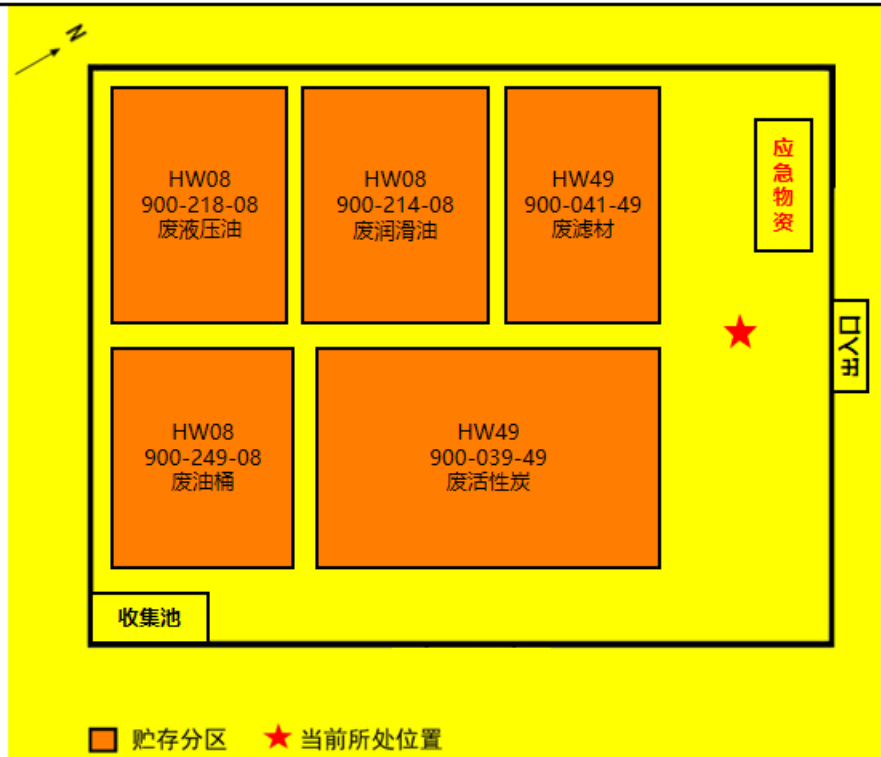 N
HW08
900-218-08
废液压油
HW08
900-214-08
废润滑油
HW49
900-041-49
废滤材
应急物资
出入口
HW08
900-249-08
废油桶
HW49
900-039-49
废活性炭
收集池
贮存分区
当前所处位置